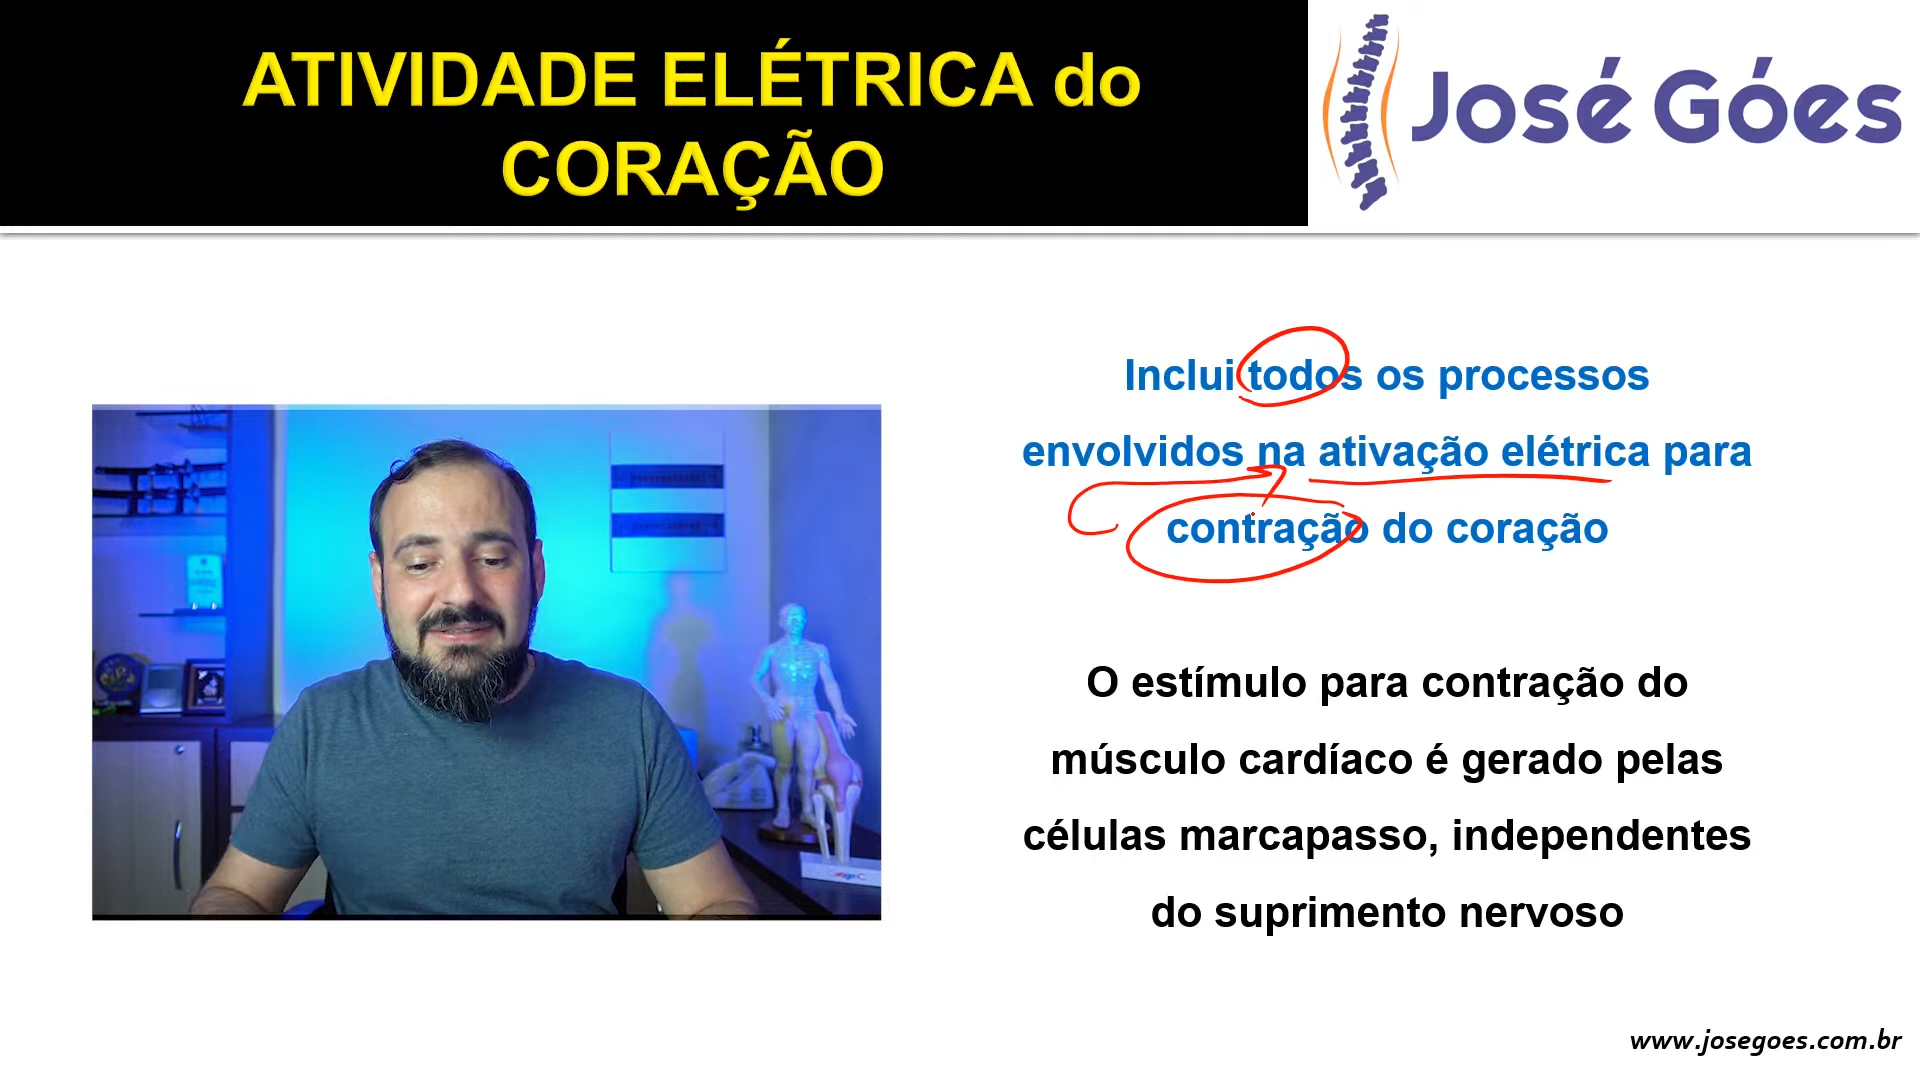 ATIVIDADE ELÉTRICA do
CORAÇÃO
José Góes
Inclui todos os processos
envolvidos na ativação elétrica para
contração do coração
O estímulo para contração do
músculo cardíaco é gerado pelas
células marcapasso, independentes
do suprimento nervoso
www.josegoes.com.br